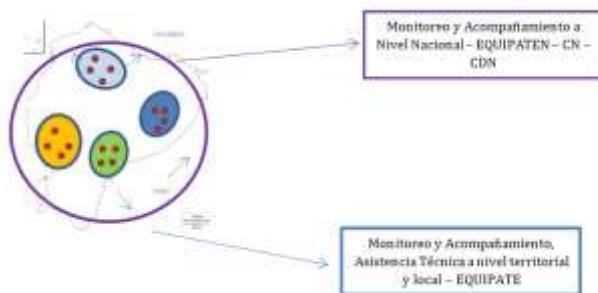 Monitoreo y Acompañamiento a
Nivel Nacional – EQUIPATEN – CN –
CDN
Monitoreo y Acompañamiento,
Asistencia Técnica a nivel territorial
y local – EQUIPATE